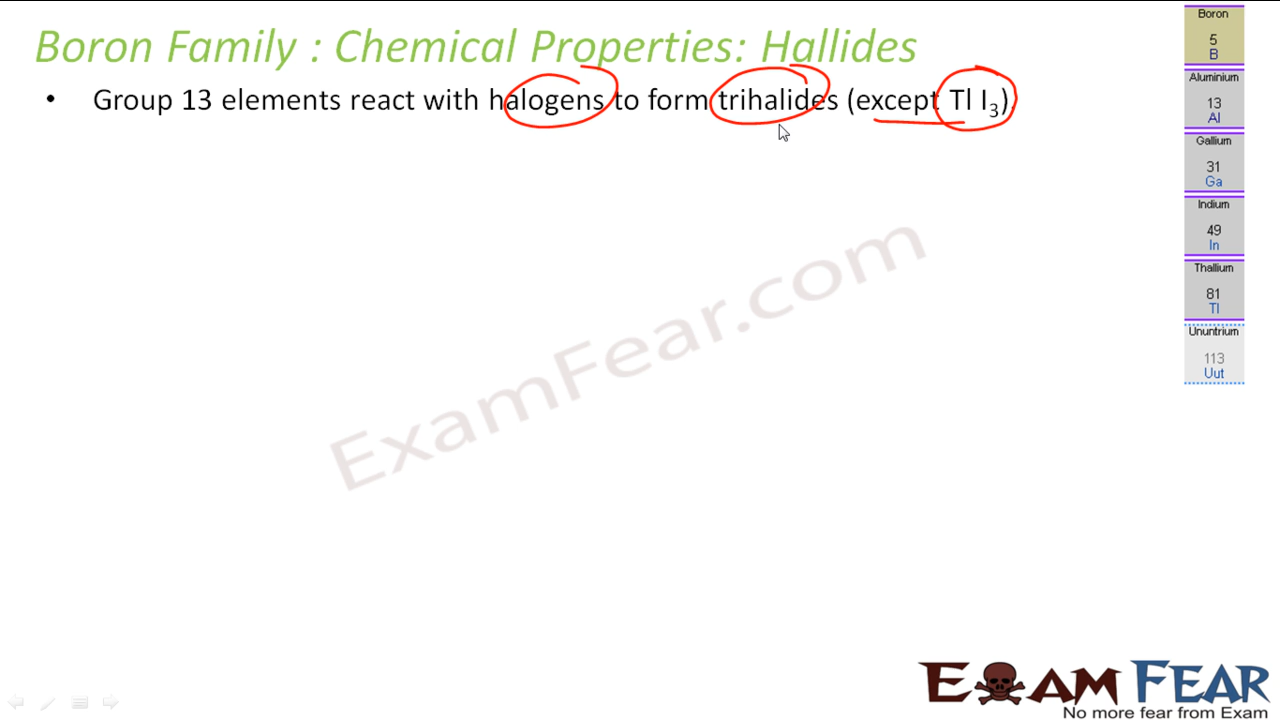 Boron Family : Chemical Properties: Hallides
• Group 13 elements react with halogens to form trihalides (except Tl I3).
Boron
5
B
Aluminium
13
Al
Gallium
31
Ga
Indium
49
In
Thallium
81
Tl
Ununtrium
113
Uut
ExamFear.com
EXAM FEAR
No more fear from Exam